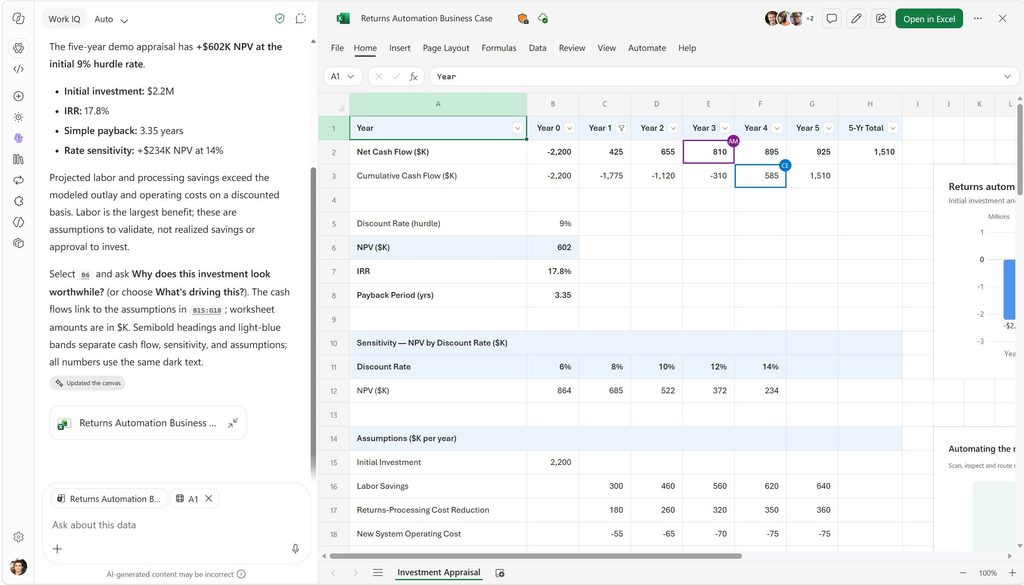 Work IQ
Auto
The five-year demo appraisal has +$602K NPV at the
initial 9% hurdle rate.
• Initial investment: $2.2M
• IRR: 17.8%
• Simple payback: 3.35 years
• Rate sensitivity: +$234K NPV at 14%
Projected labor and processing savings exceed the
modeled outlay and operating costs on a discounted
basis. Labor is the largest benefit; these are
assumptions to validate, not realized savings or
approval to invest.
Select B6 and ask Why does this investment look
worthwhile? (or choose What's driving this?). The cash
flows link to the assumptions in B15:G18; worksheet
amounts are in $K. Semibold headings and light-blue
bands separate cash flow, sensitivity, and assumptions;
all numbers use the same dark text.
Updated the canvas
Returns Automation Business ...
Returns Automation B...
A1
Ask about this data
AI-generated content may be incorrect
Returns Automation Business Case
+2
Open in Excel
File Home Insert Page Layout Formulas Data Review View Automate Help
A1
fx
Year
A B C D E F G H I J K L
1 Year Year 0 Year 1 Year 2 Year 3 Year 4 Year 5 5-Yr Total
AM
2 Net Cash Flow ($K) -2,200 425 655 810 895 925 1,510
CE
3 Cumulative Cash Flow ($K) -2,200 -1,775 -1,120 -310 585 1,510
4
5 Discount Rate (hurdle) 9%
6 NPV ($K) 602
7 IRR 17.8%
8 Payback Period (yrs) 3.35
9
10 Sensitivity — NPV by Discount Rate ($K)
11 Discount Rate 6% 8% 10% 12% 14%
12 NPV ($K) 864 685 522 372 234
13
14 Assumptions ($K per year)
15 Initial Investment 2,200
16 Labor Savings 300 460 560 620 640
17 Returns-Processing Cost Reduction 180 260 320 350 360
18 New System Operating Cost -55 -65 -70 -75 -75
Returns autom
Initial investment an
Millions
1
0
-1
-2
-3
-$2.
Yea
Automating the r
Scan, inspect and route r
Investment Appraisal
100%